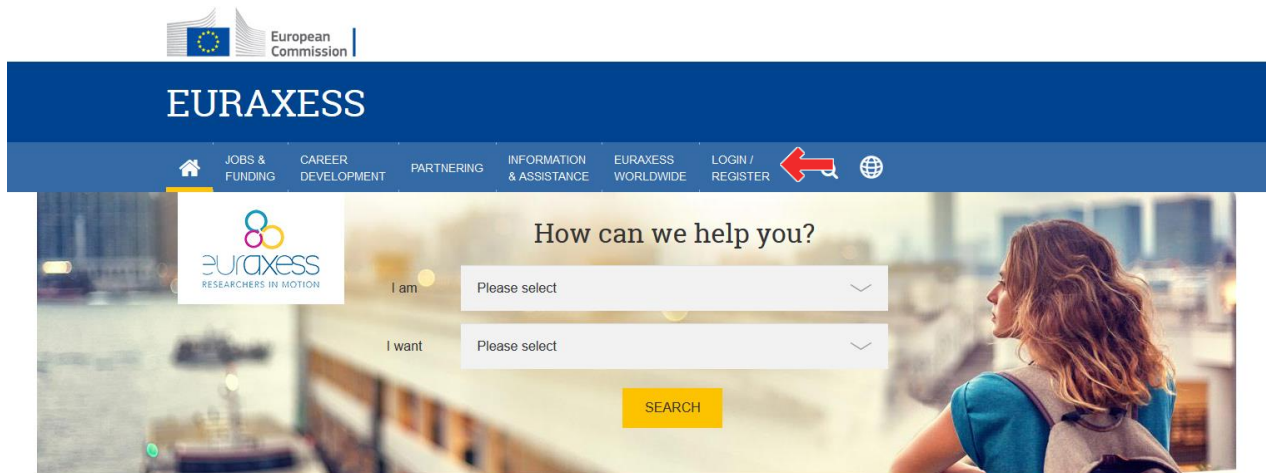 European
Commission
EURAXESS
JOBS &
FUNDING
CAREER
DEVELOPMENT
PARTNERING
INFORMATION
& ASSISTANCE
EURAXESS
WORLDWIDE
LOGIN /
REGISTER
euraxess
RESEARCHERS IN MOTION
How can we help you?
I am
Please select
I want
Please select
SEARCH